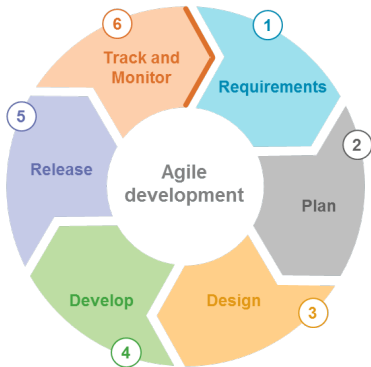 1
Requirements
2
Plan
3
Design
4
Develop
5
Release
6
Track and
Monitor
Agile
development